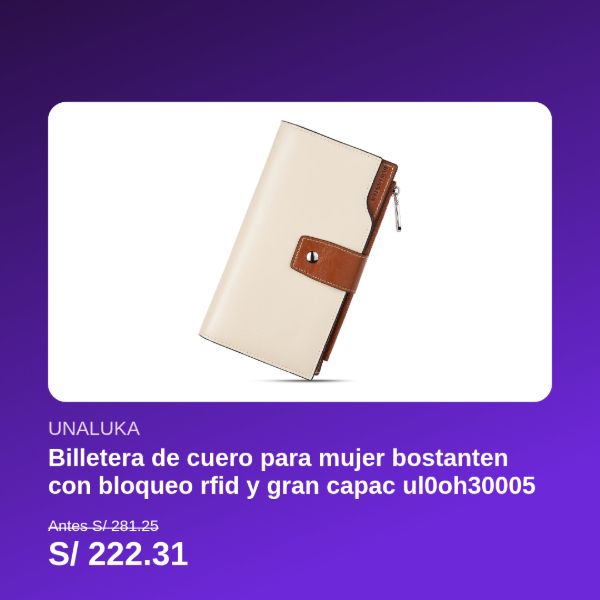 UNALUKA
Billetera de cuero para mujer bostanten
con bloqueo rfid y gran capac ul0oh30005
Antes S/ 281.25
S/ 222.31